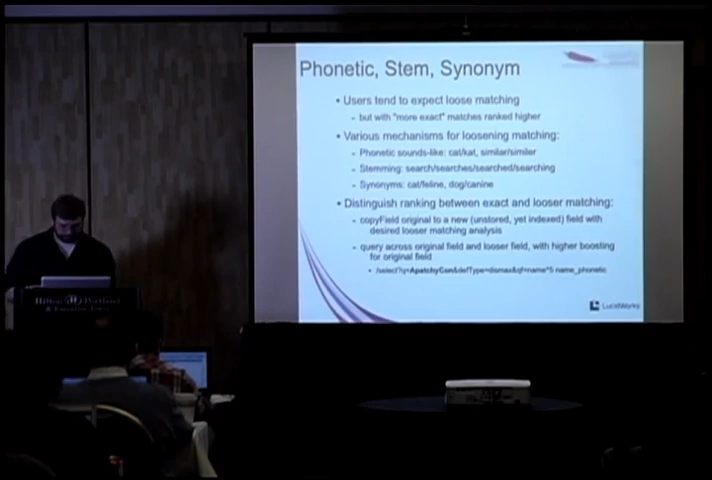 Phonetic, Stem, Synonym
• Users tend to expect loose matching
– but with "more exact" matches ranked higher
• Various mechanisms for loosening matching:
– Phonetic sounds-like: cat/kat, similar/similer
– Stemming: search/searches/searched/searching
– Synonyms: cat/feline, dog/canine
• Distinguish ranking between exact and looser matching:
– copyField original to a new (unstored, yet indexed) field with
desired looser matching analysis
– query across original field and looser field, with higher boosting
for original field
• /select?q=ApatchyCon&defType=dismax&qf=name^5 name_phonetic
LucidWorks
Hilton Portland
& Executive Tower